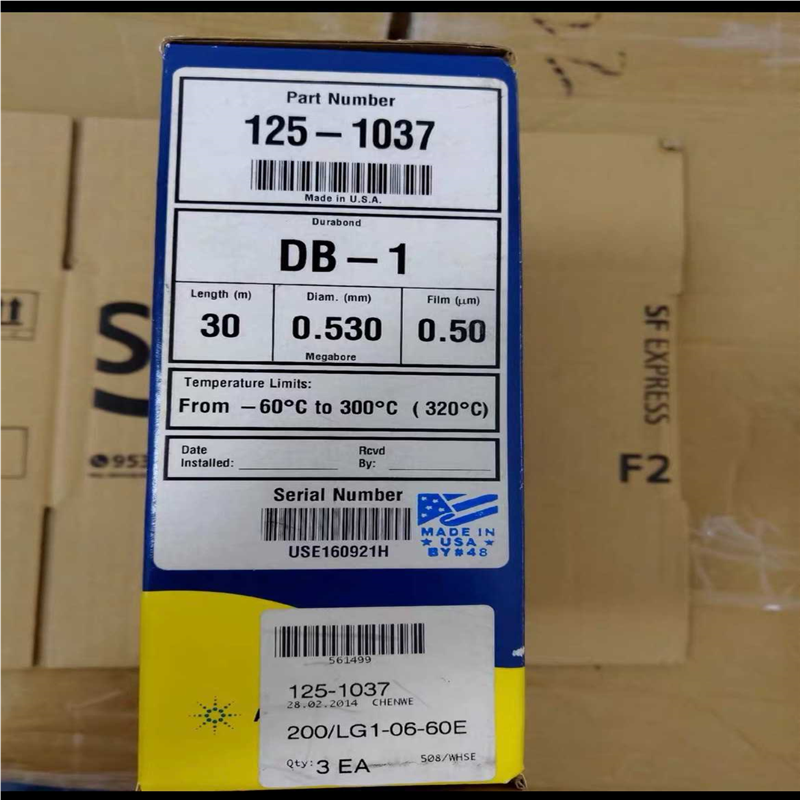 Part Number
125-1037
Made in U.S.A.
Durabond
DB-1
Length (m) Diam. (mm) Film (µm)
30 0.530 0.50
Megabore
Temperature Limits:
From -60°C to 300°C (320°C)
Date Installed: Rcvd By:
Serial Number
USE160921H
MADE IN
★ USA ★
BY#48
561499
125-1037
28.02.2014 CHENWE
200/LG1-06-60E
Qty: 3 EA 508/WHSE
SF EXPRESS
F2
S
953